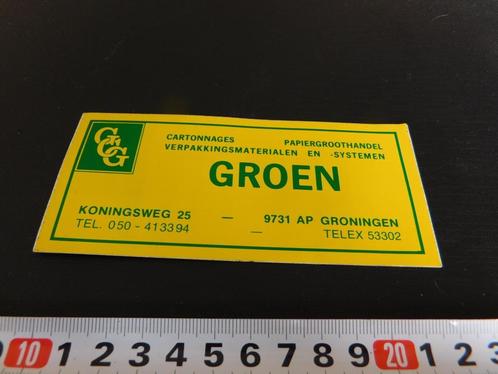 GCG
CARTONNAGES PAPIERGROOTHANDEL
VERPAKKINGSMATERIALEN EN -SYSTEMEN
GROEN
KONINGSWEG 25 — 9731 AP GRONINGEN
TEL. 050 - 413394 — TELEX 53302
10 1 2 3 4 5 6 7 8 9 20 1 2 3